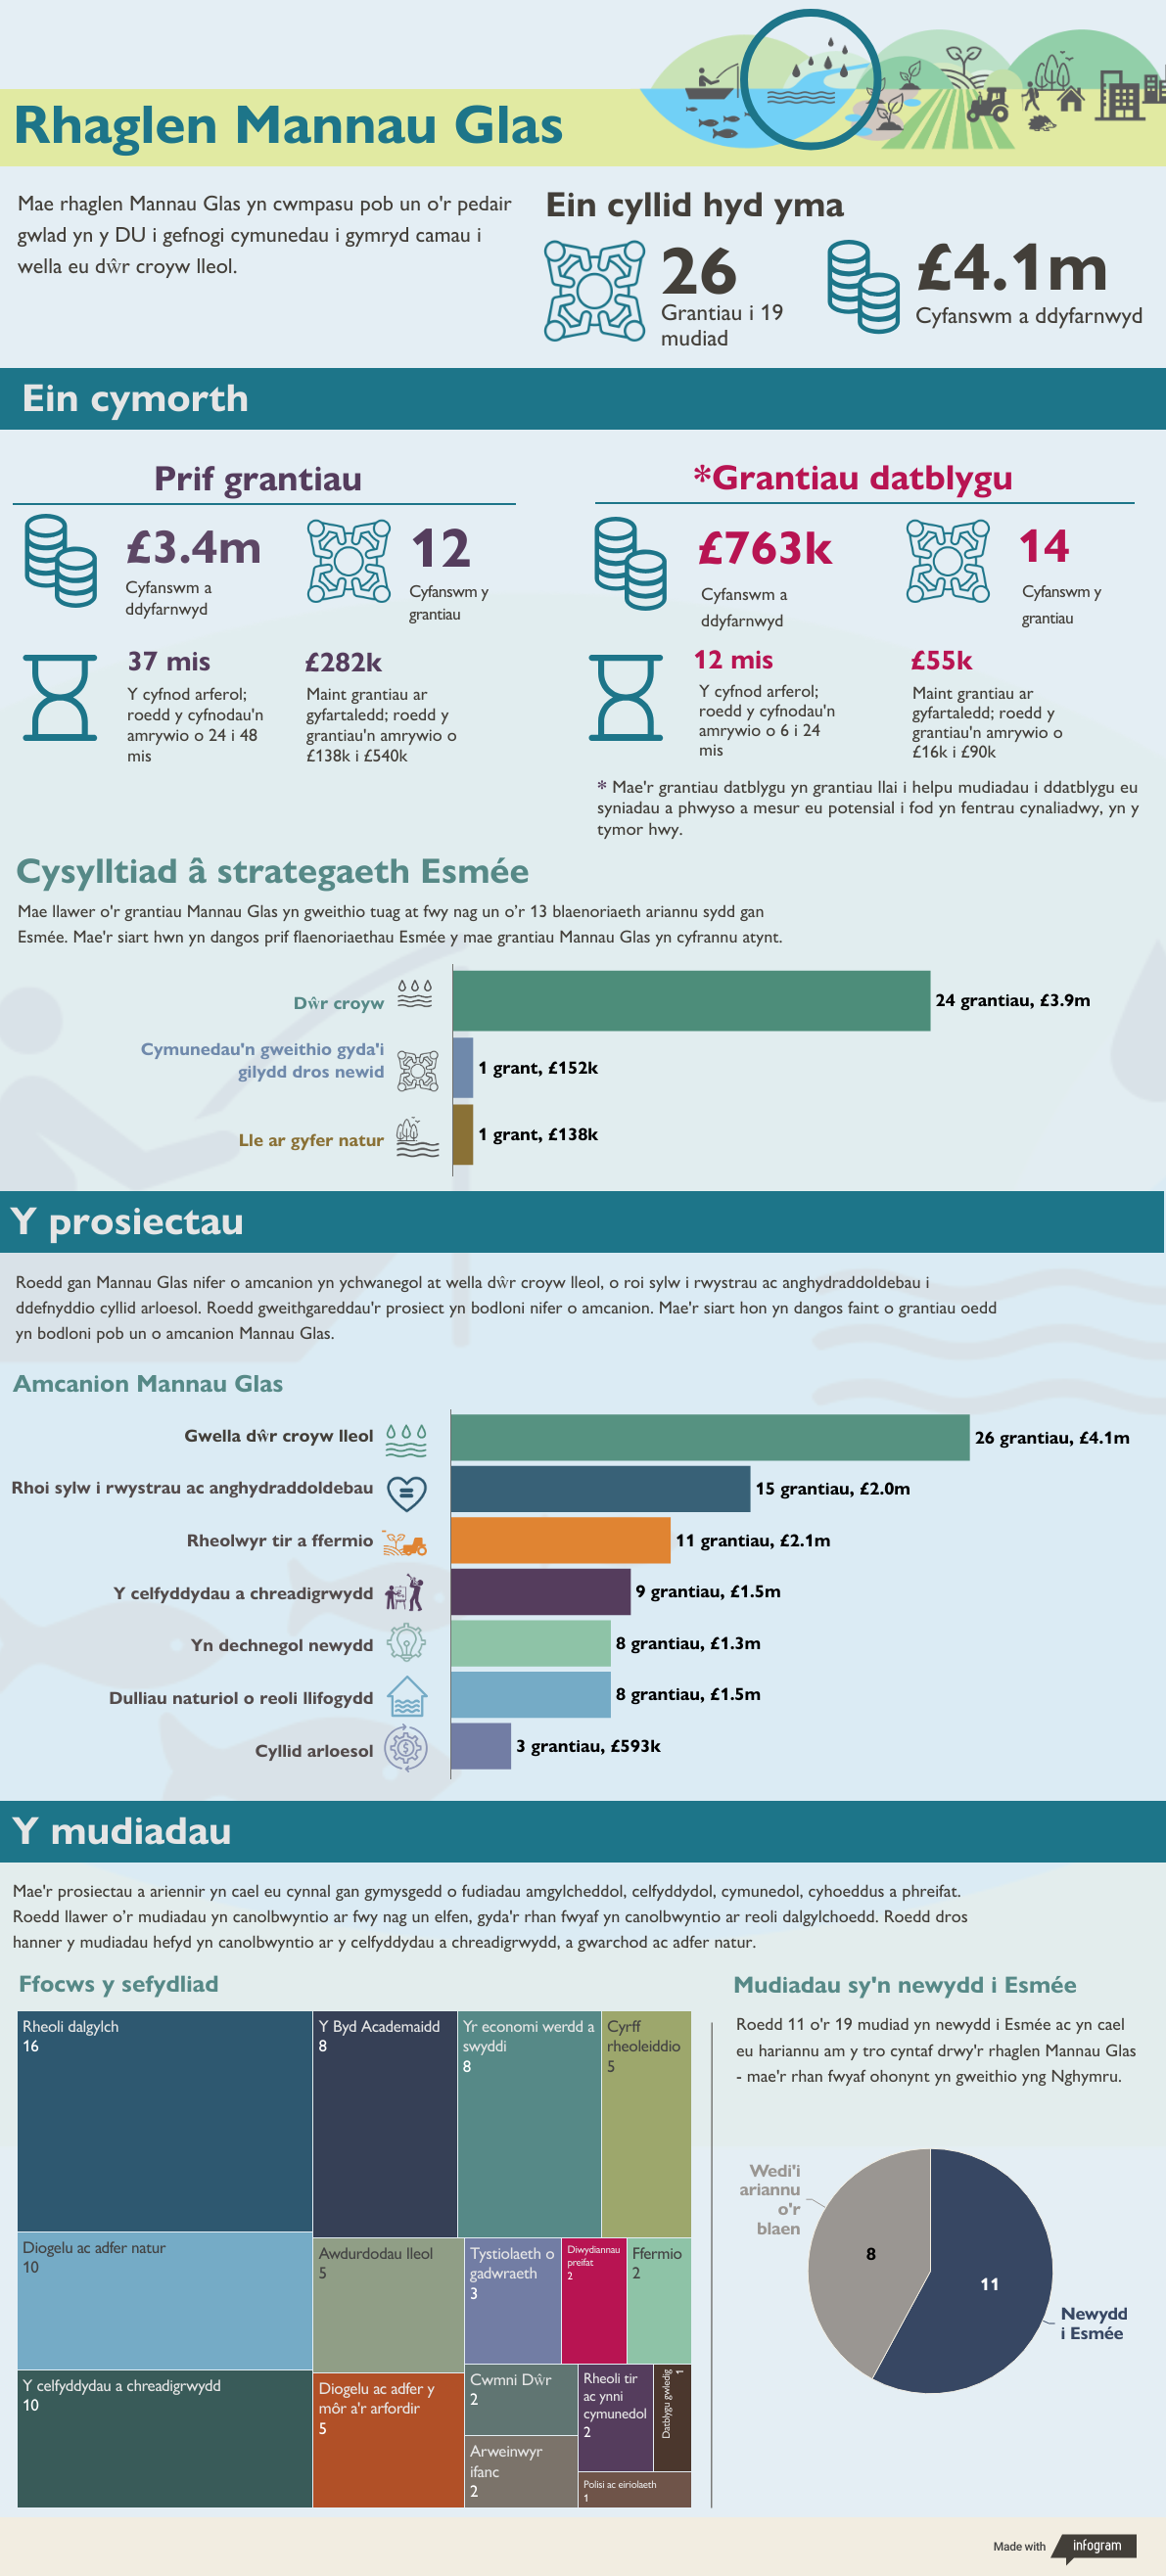 Rhaglen Mannau Glas
Mae rhaglen Mannau Glas yn cwmpasu pob un o'r pedair
gwlad yn y DU i gefnogi cymunedau i gymryd camau i
wella eu dŵr croyw lleol.
Ein cyllid hyd yma
26
Grantiau i 19
mudiad
£4.1m
Cyfanswm a ddyfarnwyd
Ein cymorth
Prif grantiau
£3.4m
Cyfanswm a
ddyfarnwyd
12
Cyfanswm y
grantiau
37 mis
Y cyfnod arferol;
roedd y cyfnodau'n
amrywio o 24 i 48
mis
£282k
Maint grantiau ar
gyfartaledd; roedd y
grantiau'n amrywio o
£138k i £540k
*Grantiau datblygu
£763k
Cyfanswm a
ddyfarnwyd
14
Cyfanswm y
grantiau
12 mis
Y cyfnod arferol;
roedd y cyfnodau'n
amrywio o 6 i 24
mis
£55k
Maint grantiau ar
gyfartaledd; roedd y
grantiau'n amrywio o
£16k i £90k
* Mae'r grantiau datblygu yn grantiau llai i helpu mudiadau i ddatblygu eu
syniadau a phwyso a mesur eu potensial i fod yn fentrau cynaliadwy, yn y
tymor hwy.
Cysylltiad â strategaeth Esmée
Mae llawer o'r grantiau Mannau Glas yn gweithio tuag at fwy nag un o’r 13 blaenoriaeth ariannu sydd gan
Esmée. Mae'r siart hwn yn dangos prif flaenoriaethau Esmée y mae grantiau Mannau Glas yn cyfrannu atynt.
Dŵr croyw
24 grantiau, £3.9m
Cymunedau'n gweithio gyda'i
gilydd dros newid
1 grant, £152k
Lle ar gyfer natur
1 grant, £138k
Y prosiectau
Roedd gan Mannau Glas nifer o amcanion yn ychwanegol at wella dŵr croyw lleol, o roi sylw i rwystrau ac anghydraddoldebau i
ddefnyddio cyllid arloesol. Roedd gweithgareddau'r prosiect yn bodloni nifer o amcanion. Mae'r siart hon yn dangos faint o grantiau oedd
yn bodloni pob un o amcanion Mannau Glas.
Amcanion Mannau Glas
Gwella dŵr croyw lleol
26 grantiau, £4.1m
Rhoi sylw i rwystrau ac anghydraddoldebau
15 grantiau, £2.0m
Rheolwyr tir a ffermio
11 grantiau, £2.1m
Y celfyddydau a chreadigrwydd
9 grantiau, £1.5m
Yn dechnegol newydd
8 grantiau, £1.3m
Dulliau naturiol o reoli llifogydd
8 grantiau, £1.5m
Cyllid arloesol
3 grantiau, £593k
Y mudiadau
Mae'r prosiectau a ariennir yn cael eu cynnal gan gymysgedd o fudiadau amgylcheddol, celfyddydol, cymunedol, cyhoeddus a phreifat.
Roedd llawer o’r mudiadau yn canolbwyntio ar fwy nag un elfen, gyda'r rhan fwyaf yn canolbwyntio ar reoli dalgylchoedd. Roedd dros
hanner y mudiadau hefyd yn canolbwyntio ar y celfyddydau a chreadigrwydd, a gwarchod ac adfer natur.
Ffocws y sefydliad
Rheoli dalgylch
16
Y Byd Academaidd
8
Yr economi werdd a
swyddi
8
Cyrff
rheoleiddio
5
Diogelu ac adfer natur
10
Awdurdodau lleol
5
Tystiolaeth o
gadwraeth
3
Diwydiannau
preifat
2
Ffermio
2
Y celfyddydau a chreadigrwydd
10
Diogelu ac adfer y
môr a'r arfordir
5
Cwmni Dŵr
2
Rheoli tir
ac ynni
cymunedol
2
Datblygu gwledig
1
Arweinwyr
ifanc
2
Polisi ac eiriolaeth
1
Mudiadau sy'n newydd i Esmée
Roedd 11 o'r 19 mudiad yn newydd i Esmée ac yn cael
eu hariannu am y tro cyntaf drwy'r rhaglen Mannau Glas
- mae'r rhan fwyaf ohonynt yn gweithio yng Nghymru.
Wedi'i
ariannu
o'r
blaen
8
11
Newydd
i Esmée
Made with infogram